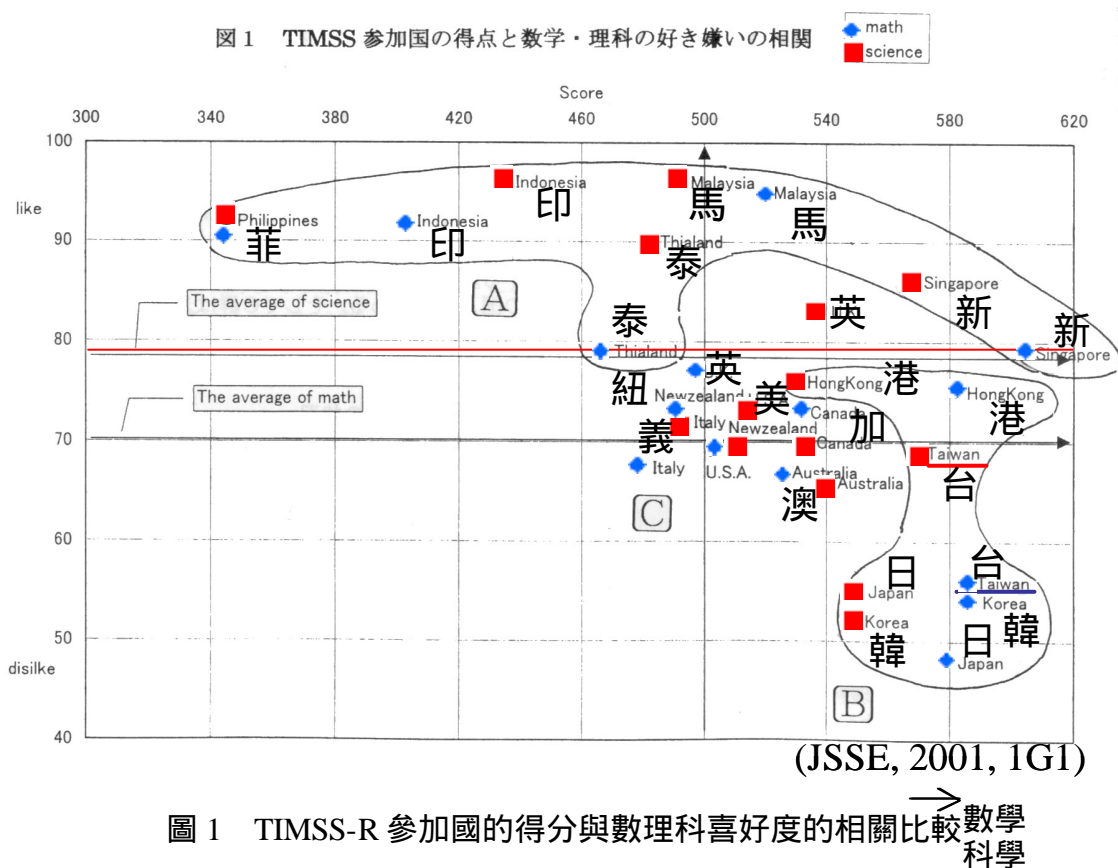 図1 TIMSS 参加国の得点と数学・理科の好き嫌いの相関
math
science
Score
300 340 380 420 460 500 540 580 620
100
like
90
80
70
60
50
disilke
40
Indonesia
印
Malaysia
馬
Malaysia
馬
Philippines
菲
Indonesia
印
Thialand
泰
A
The average of science
Singapore
新
英
新
Singapore
泰
Thialand
英
紐
Newzealand
美
HongKong
港
HongKong
港
The average of math
Italy
義
Newzealand
Canada
加
Canada
Italy
U.S.A.
Australia
澳
Australia
Taiwan
台
C
日
Japan
台
Taiwan
Korea
韓
Korea
韓
日
Japan
B
(JSSE, 2001, 1G1)
圖 1 TIMSS-R 參加國的得分與數理科喜好度的相關比較
數學
科學